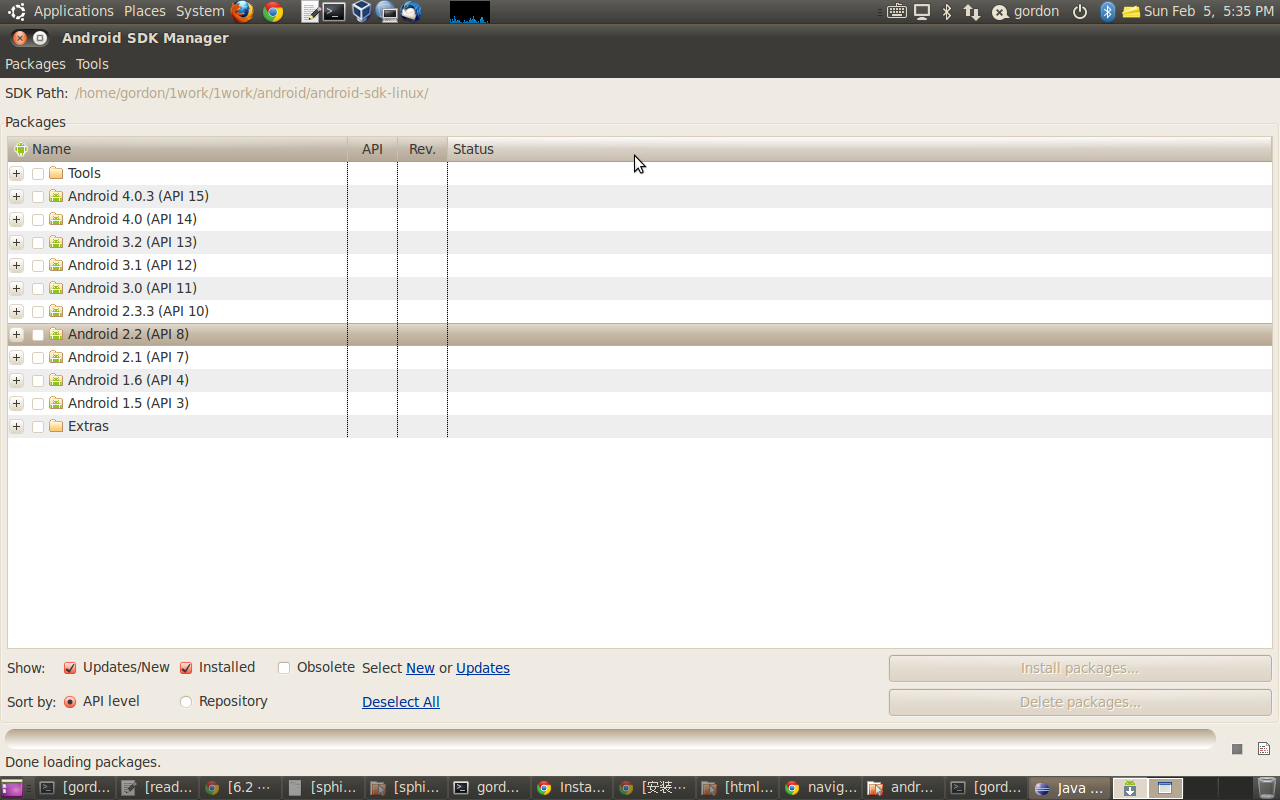 Applications Places System gordon Sun Feb 5, 5:35 PM
Android SDK Manager
Packages Tools
SDK Path: /home/gordon/1work/1work/android/android-sdk-linux/
Packages
Name API Rev. Status
Tools
Android 4.0.3 (API 15)
Android 4.0 (API 14)
Android 3.2 (API 13)
Android 3.1 (API 12)
Android 3.0 (API 11)
Android 2.3.3 (API 10)
Android 2.2 (API 8)
Android 2.1 (API 7)
Android 1.6 (API 4)
Android 1.5 (API 3)
Extras
Show: Updates/New Installed Obsolete Select New or Updates Install packages...
Sort by: API level Repository Deselect All Delete packages...
Done loading packages.
[gord... [read... [6.2 ... [sphi... [sphi... gord... Insta... [安装... [html... navig... andr... [gord... Java ...